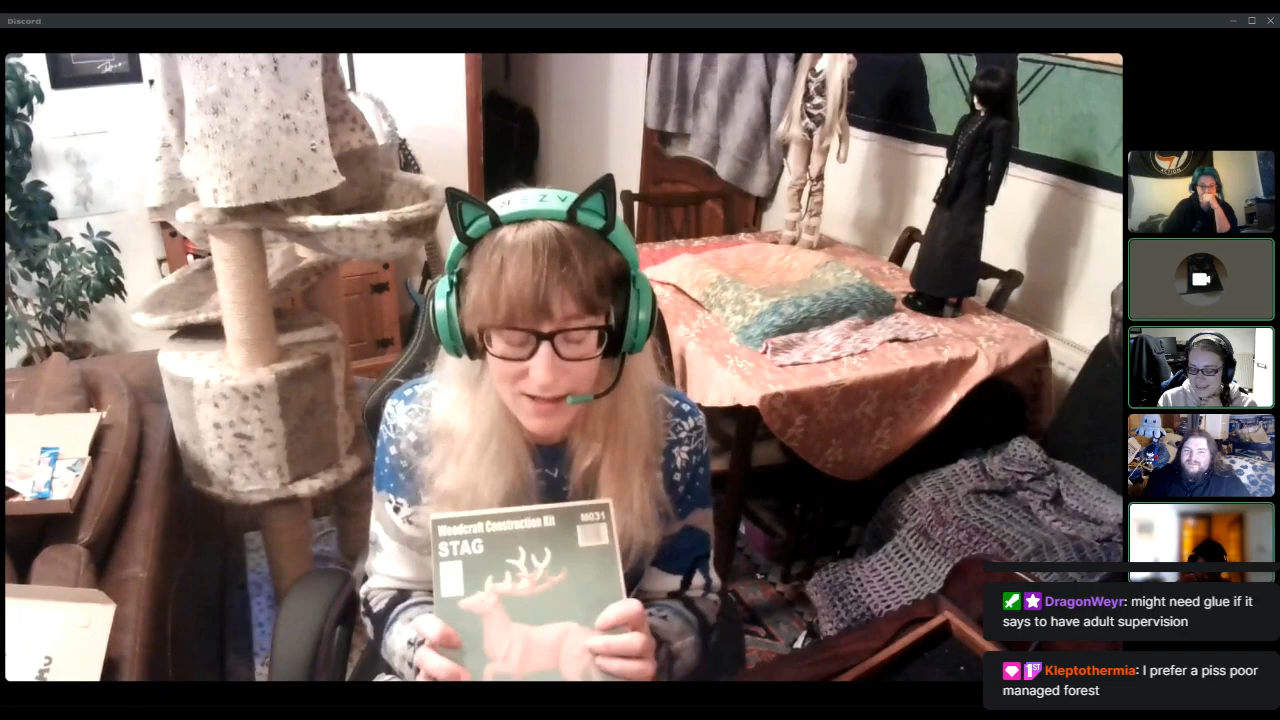 Discord
Woodcraft Construction Kit
M031
STAG
DragonWeyr: might need glue if it
says to have adult supervision
Kleptothermia: I prefer a piss poor
managed forest
1ST